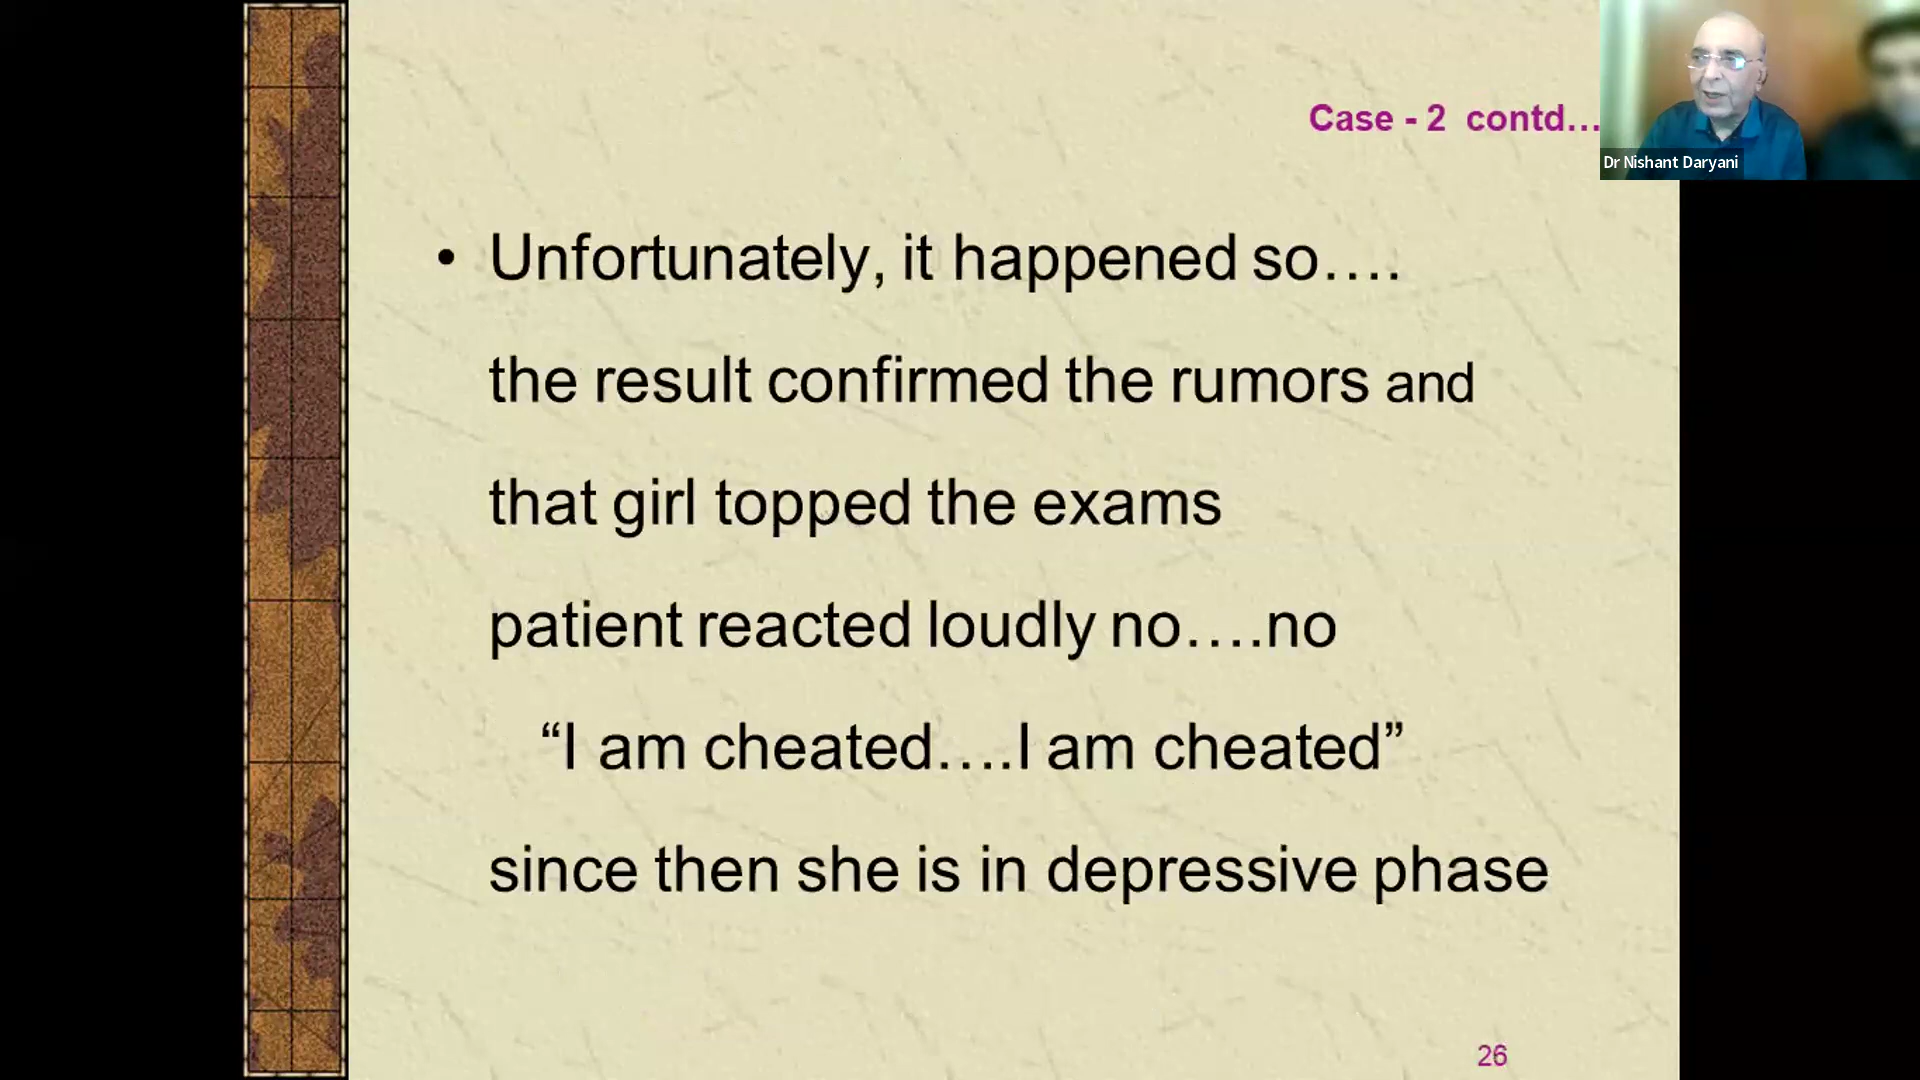 Case - 2 contd...
Dr Nishant Daryani
• Unfortunately, it happened so….
the result confirmed the rumors and
that girl topped the exams
patient reacted loudly no….no
“I am cheated….I am cheated”
since then she is in depressive phase
26